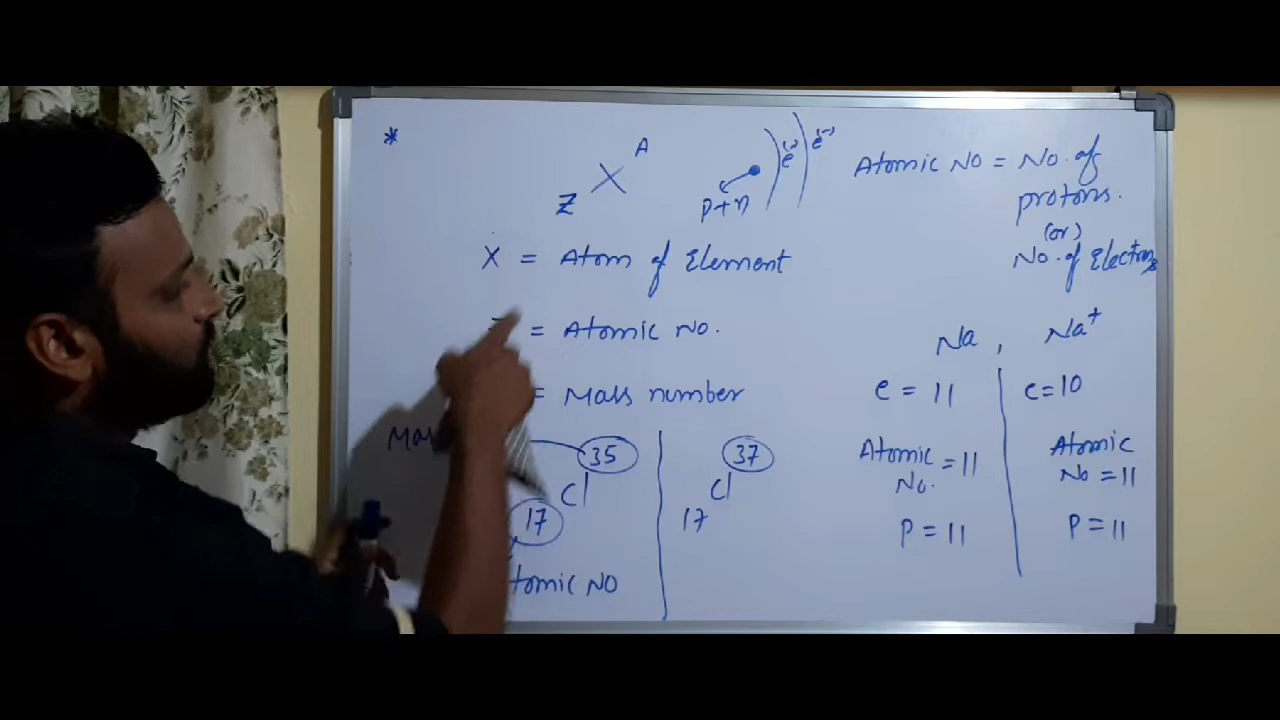 *
A
X
Z
p+n
e(-)
e(-)
X = Atom of Element
= Atomic No.
= Mass number
35
Cl
17
tomic NO
37
Cl
17
Atomic NO = No. of
protons.
(or)
No. of Electrons
Na , Na+
e = 11
Atomic = 11
No.
P = 11
e = 10
Atomic
No = 11
P = 11